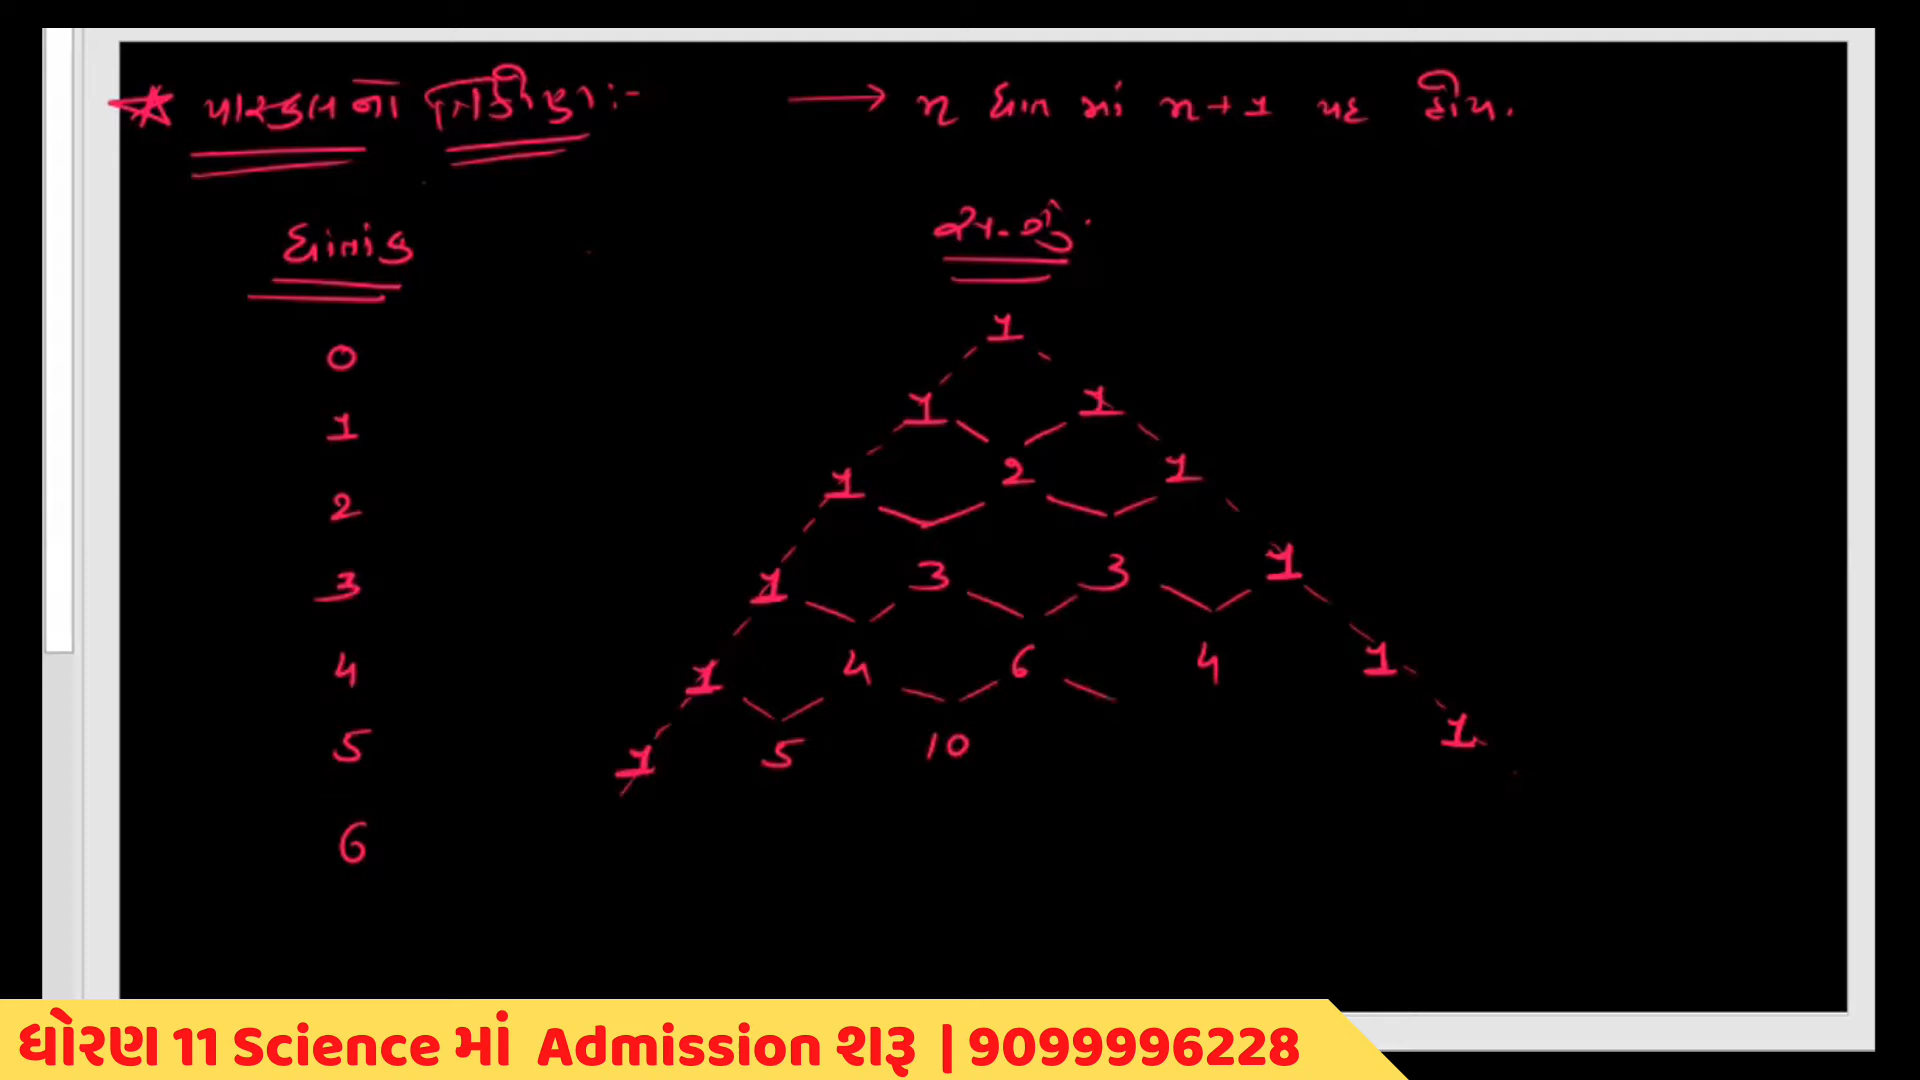 ★ પાસ્કલ નો ત્રિકોણ :- → n ઘાત માં n + 1 પદ હોય.
ઘાતાંક
0 1
1 1 1
2 1 2 1
3 1 3 3 1
4 1 4 6 4 1
5 1 5 10 1
6
ધોરણ 11 Science માં Admission શરૂ | 9099996228